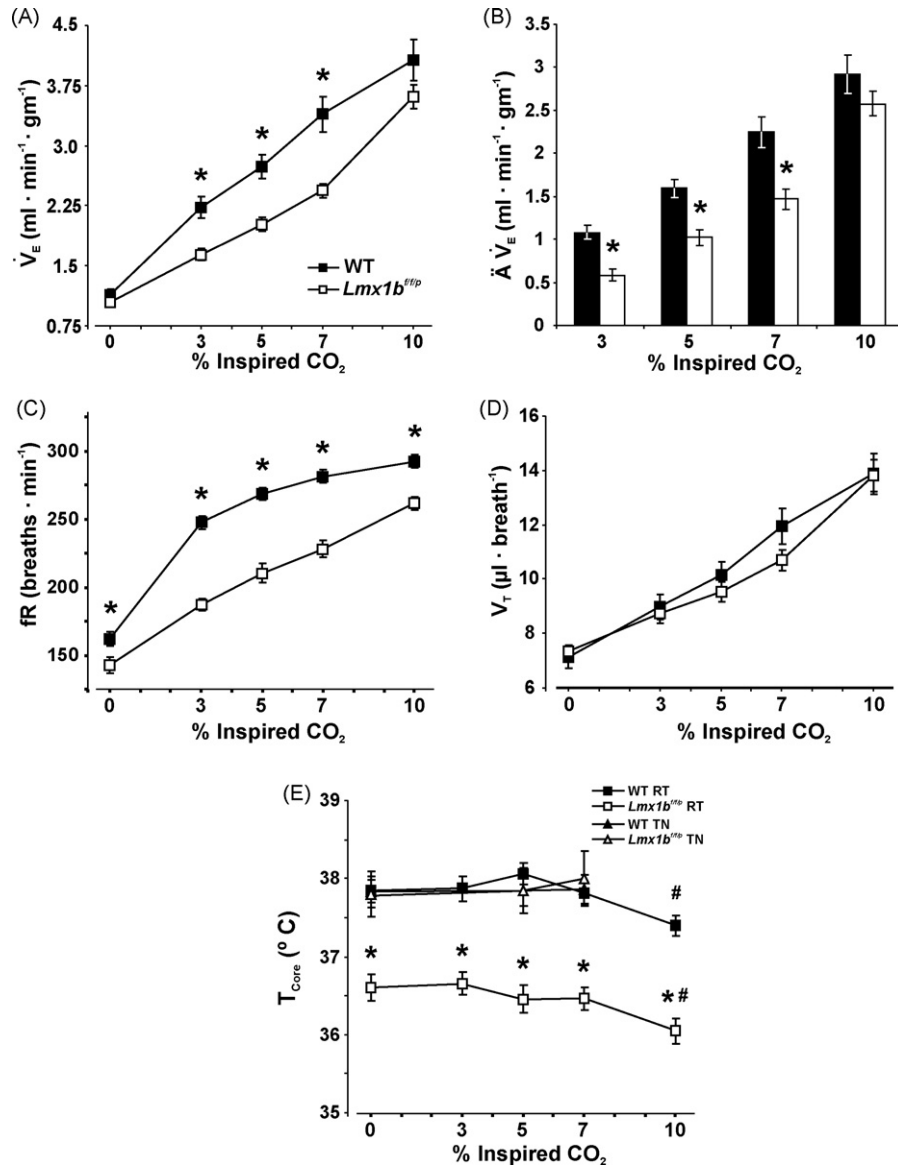 (A)
4.5
3.75
3.0
2.25
1.5
0.75
V̇E (ml · min-1 · gm-1)
* * *
WT
Lmx1bf/f/p
0 3 5 7 10
% Inspired CO2
(B)
3.5
3
2.5
2
1.5
1
0.5
0
Ä V̇E (ml · min-1 · gm-1)
* * *
3 5 7 10
% Inspired CO2
(C)
300
250
200
150
fR (breaths · min-1)
* * * * *
0 3 5 7 10
% Inspired CO2
(D)
16
14
12
10
8
6
VT (µl · breath-1)
0 3 5 7 10
% Inspired CO2
(E)
WT RT
Lmx1bf/f/p RT
WT TN
Lmx1bf/f/p TN
39
38
37
36
35
TCore (º C)
#
* * * * *#
0 3 5 7 10
% Inspired CO2